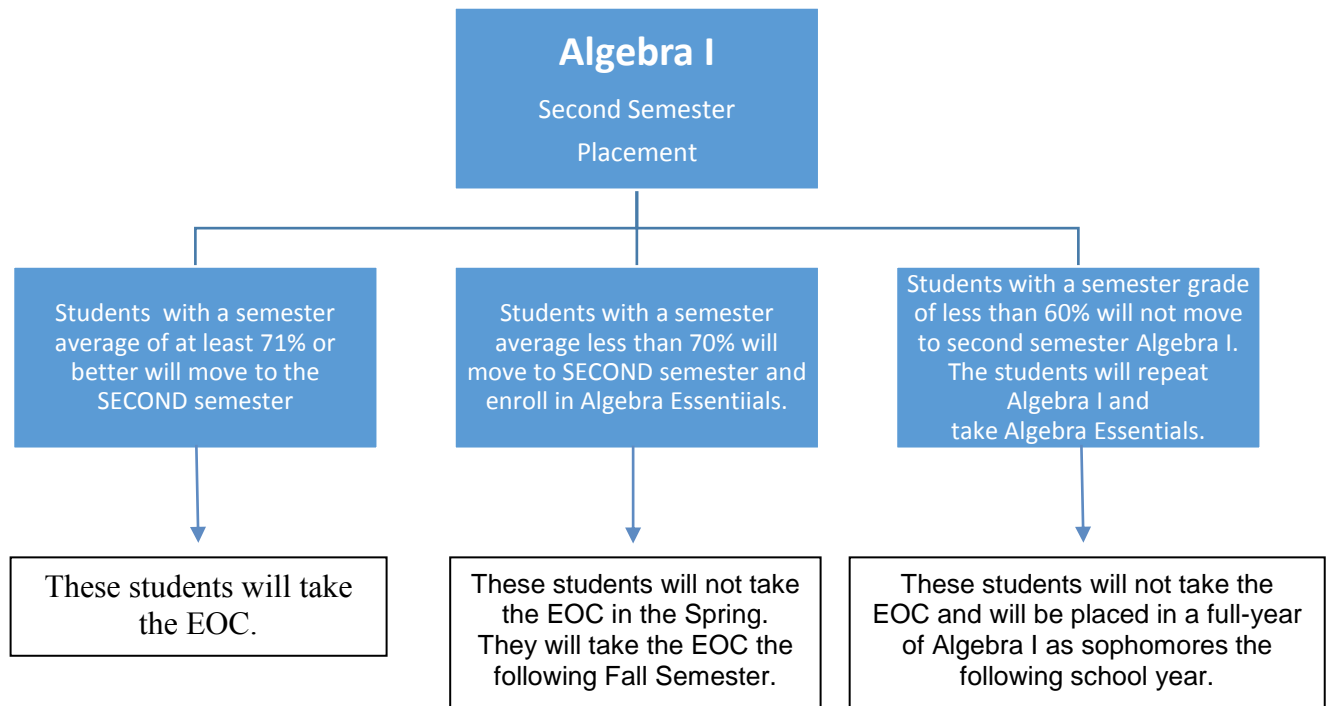 Algebra I
Second Semester
Placement
Students with a semester
average of at least 71% or
better will move to the
SECOND semester
Students with a semester
average less than 70% will
move to SECOND semester and
enroll in Algebra Essentiials.
Students with a semester grade
of less than 60% will not move
to second semester Algebra I.
The students will repeat
Algebra I and
take Algebra Essentials.
These students will take
the EOC.
These students will not take
the EOC in the Spring.
They will take the EOC the
following Fall Semester.
These students will not take the
EOC and will be placed in a full-year
of Algebra I as sophomores the
following school year.